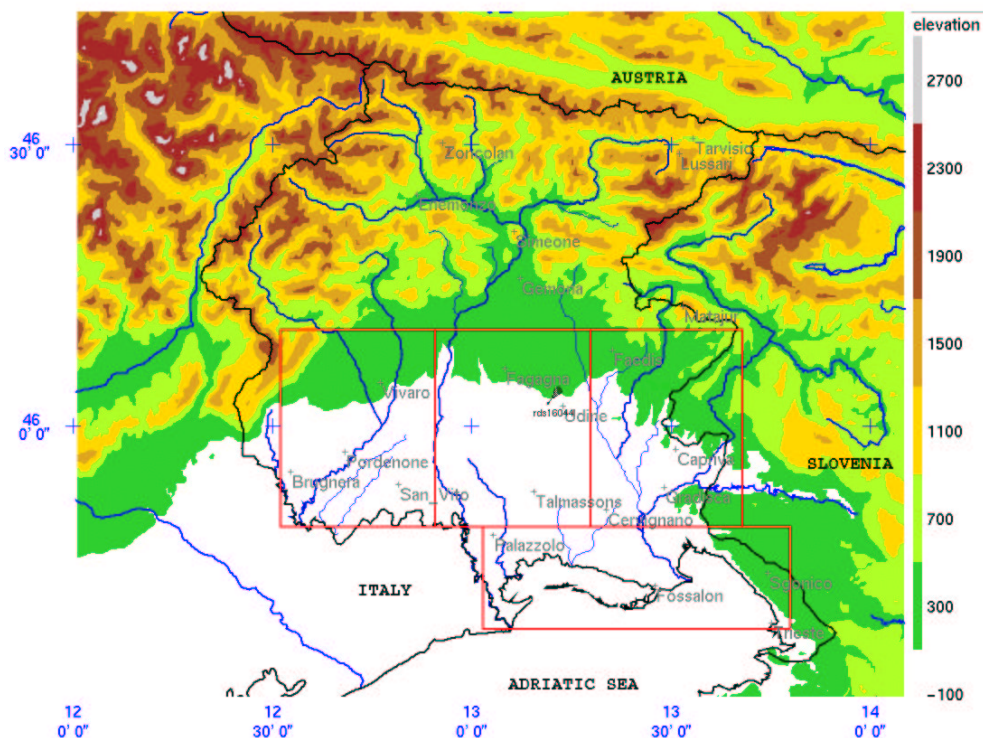 elevation
2700
2300
1900
1500
1100
700
300
-100
AUSTRIA
46
30' 0"
Zoncolan
Tarvisio
Lussari
Enemonzo
Gemona
Matajur
Faedis
Fagagna
Vivaro
rds16044
Udine
46
0' 0"
Pordenone
Capriva
SLOVENIA
Brugnera
San_Vito
Talmassons
Cervignano
Palazzolo
ITALY
Fossalon
Sgonico
Trieste
ADRIATIC SEA
12
0' 0"
12
30' 0"
13
0' 0"
13
30' 0"
14
0' 0"